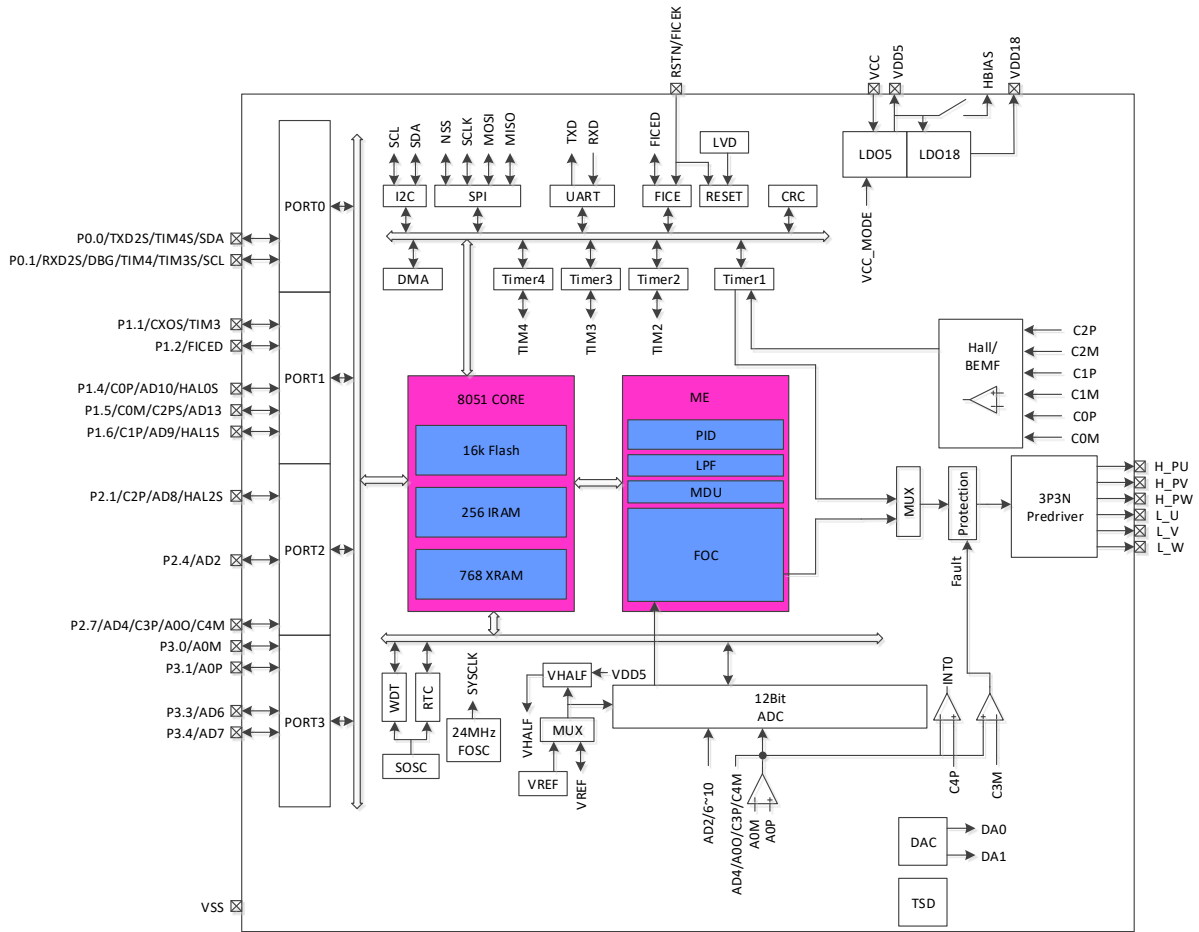 RSTN/FICEK
VCC
VDD5
HBIAS
VDD18
SCL
SDA
NSS
SCLK
MOSI
MISO
TXD
RXD
FICED
LVD
LDO5
LDO18
I2C
SPI
UART
FICE
RESET
CRC
VCC_MODE
DMA
Timer4
Timer3
Timer2
Timer1
TIM4
TIM3
TIM2
PORT0
P0.0/TXD2S/TIM4S/SDA
P0.1/RXD2S/DBG/TIM4/TIM3S/SCL
P1.1/CXOS/TIM3
P1.2/FICED
PORT1
P1.4/C0P/AD10/HAL0S
P1.5/C0M/C2PS/AD13
P1.6/C1P/AD9/HAL1S
P2.1/C2P/AD8/HAL2S
PORT2
P2.4/AD2
P2.7/AD4/C3P/A0O/C4M
P3.0/A0M
P3.1/A0P
P3.3/AD6
PORT3
P3.4/AD7
VSS
8051 CORE
16k Flash
256 IRAM
768 XRAM
ME
PID
LPF
MDU
FOC
Hall/
BEMF
C2P
C2M
C1P
C1M
C0P
C0M
MUX
Protection
Fault
3P3N
Predriver
H_PU
H_PV
H_PW
L_U
L_V
L_W
WDT
RTC
SOSC
SYSCLK
24MHz
FOSC
VHALF
VDD5
VHALF
MUX
VREF
VREF
12Bit
ADC
AD2/6~10
AD4/A0O/C3P/C4M
A0M
A0P
INT0
C4P
C3M
DAC
DA0
DA1
TSD